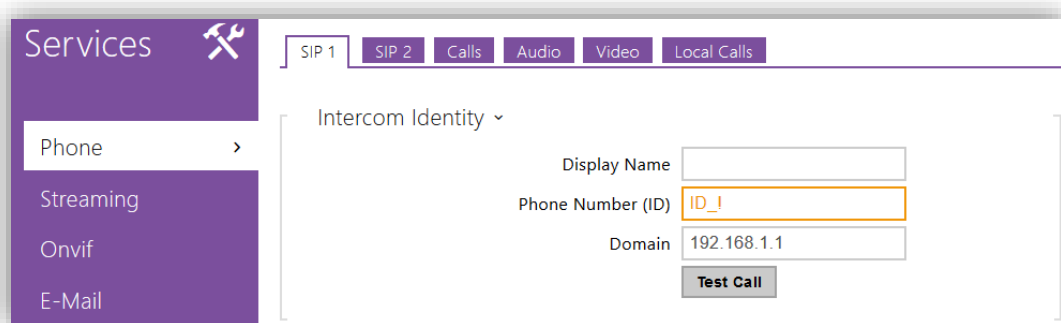 Services
SIP 1 SIP 2 Calls Audio Video Local Calls
Intercom Identity
Phone
Streaming
Onvif
E-Mail
Display Name
Phone Number (ID) ID_!
Domain 192.168.1.1
Test Call